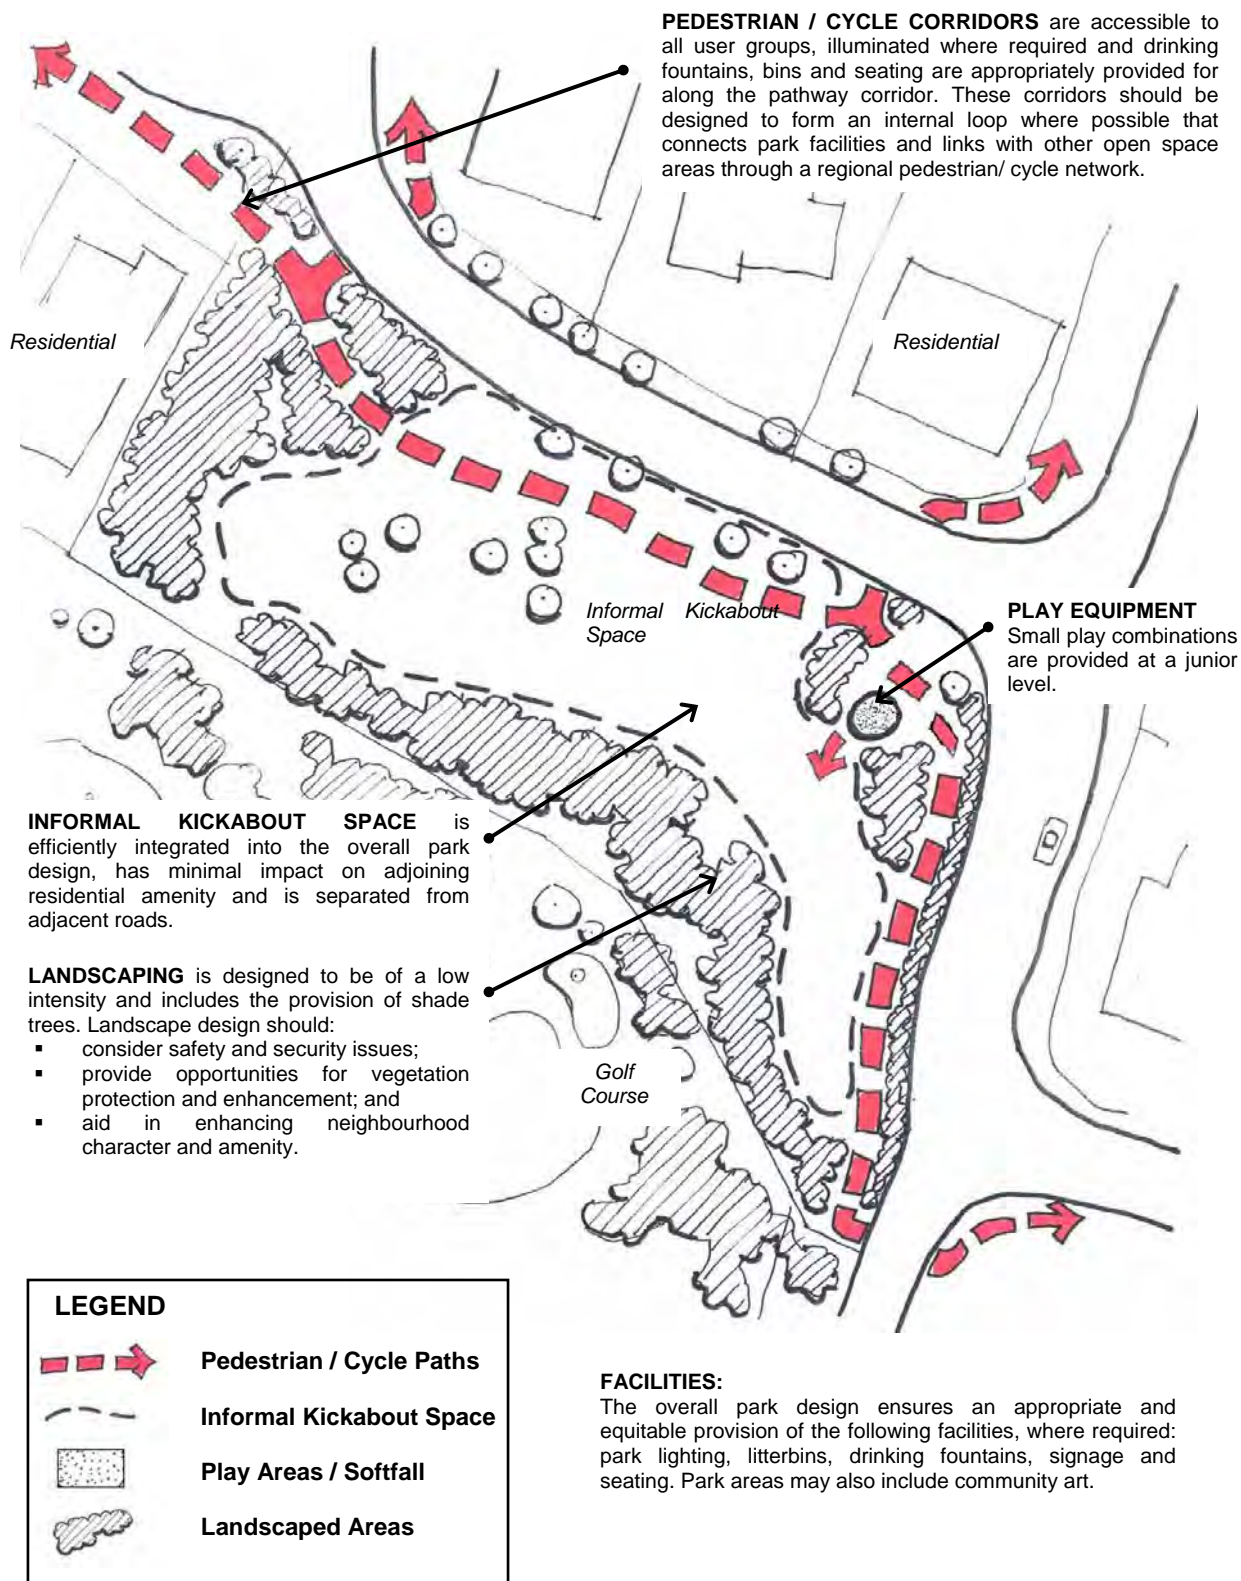 PEDESTRIAN / CYCLE CORRIDORS are accessible to
all user groups, illuminated where required and drinking
fountains, bins and seating are appropriately provided for
along the pathway corridor. These corridors should be
designed to form an internal loop where possible that
connects park facilities and links with other open space
areas through a regional pedestrian/ cycle network.
Residential
Residential
Informal Kickabout
Space
PLAY EQUIPMENT
Small play combinations
are provided at a junior
level.
INFORMAL KICKABOUT SPACE is
efficiently integrated into the overall park
design, has minimal impact on adjoining
residential amenity and is separated from
adjacent roads.
LANDSCAPING is designed to be of a low
intensity and includes the provision of shade
trees. Landscape design should:
▪ consider safety and security issues;
▪ provide opportunities for vegetation
protection and enhancement; and
▪ aid in enhancing neighbourhood
character and amenity.
Golf
Course
LEGEND
Pedestrian / Cycle Paths
Informal Kickabout Space
Play Areas / Softfall
Landscaped Areas
FACILITIES:
The overall park design ensures an appropriate and
equitable provision of the following facilities, where required:
park lighting, litterbins, drinking fountains, signage and
seating. Park areas may also include community art.